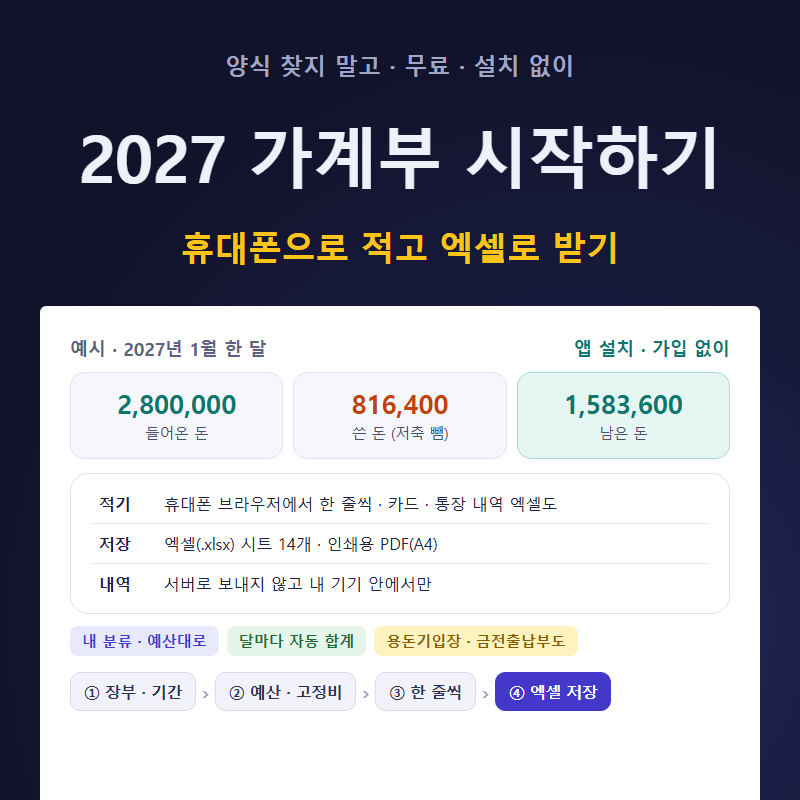 양식 찾지 말고 · 무료 · 설치 없이
2027 가계부 시작하기
휴대폰으로 적고 엑셀로 받기
예시 · 2027년 1월 한 달
앱 설치 · 가입 없이
2,800,000
들어온 돈
816,400
쓴 돈 (저축 뺌)
1,583,600
남은 돈
적기 휴대폰 브라우저에서 한 줄씩 · 카드 · 통장 내역 엑셀도
저장 엑셀(.xlsx) 시트 14개 · 인쇄용 PDF(A4)
내역 서버로 보내지 않고 내 기기 안에서만
내 분류 · 예산대로
달마다 자동 합계
용돈기입장 · 금전출납부도
① 장부 · 기간 › ② 예산 · 고정비 › ③ 한 줄씩 › ④ 엑셀 저장